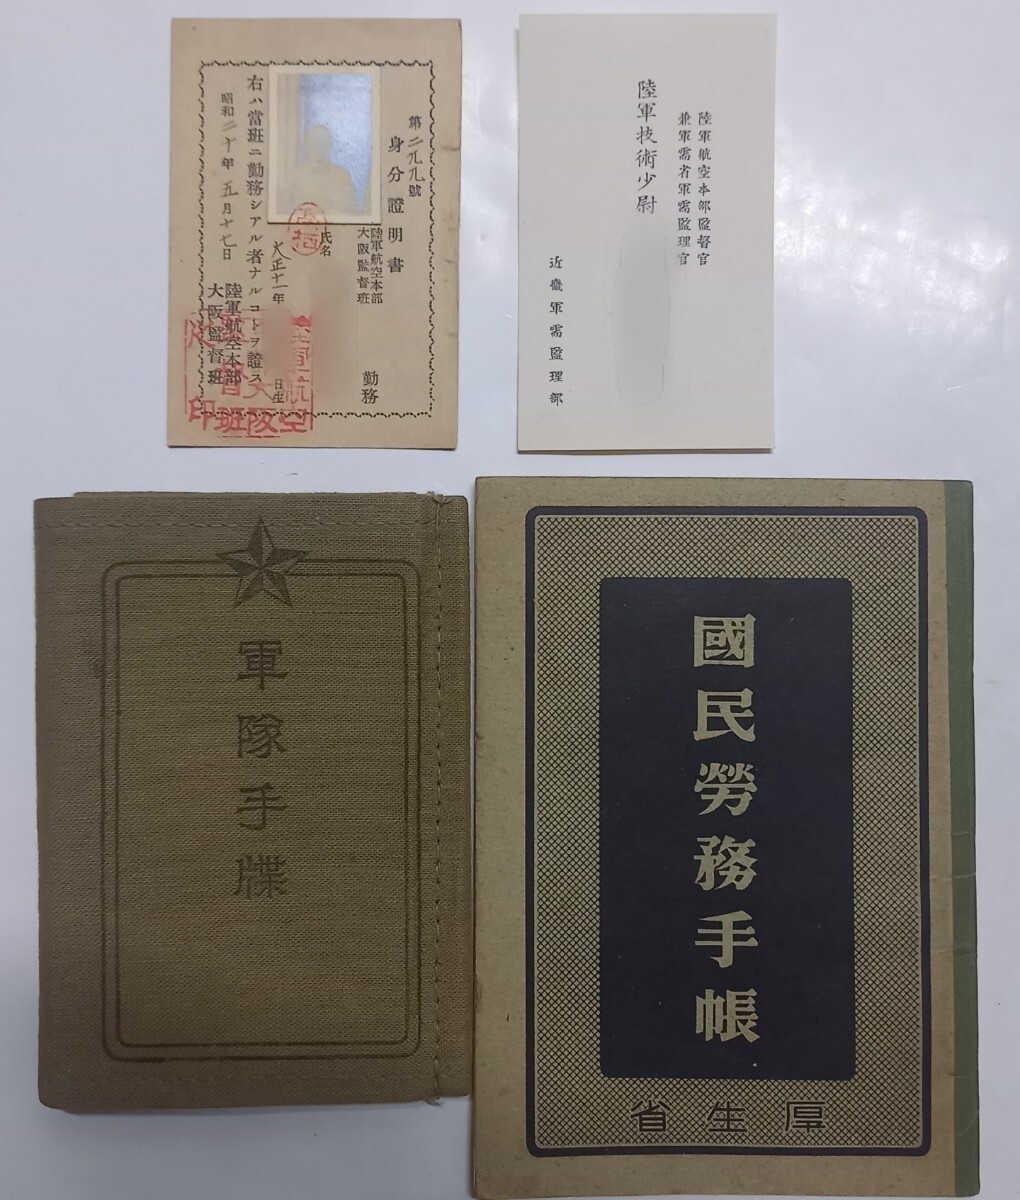 第二九九號
身分證明書
陸軍航空本部
大阪監督班
勤務
氏名
大正十一年
日生
右ハ當班ニ勤務シアル者ナルコトヲ證ス
昭和二十年五月十七日
陸軍航空本部
大阪監督班
陸軍航空本部監督官
兼軍需省軍需監理官
陸軍技術少尉
近畿軍需監理部
軍隊手牒
國民勞務手帳
厚生省